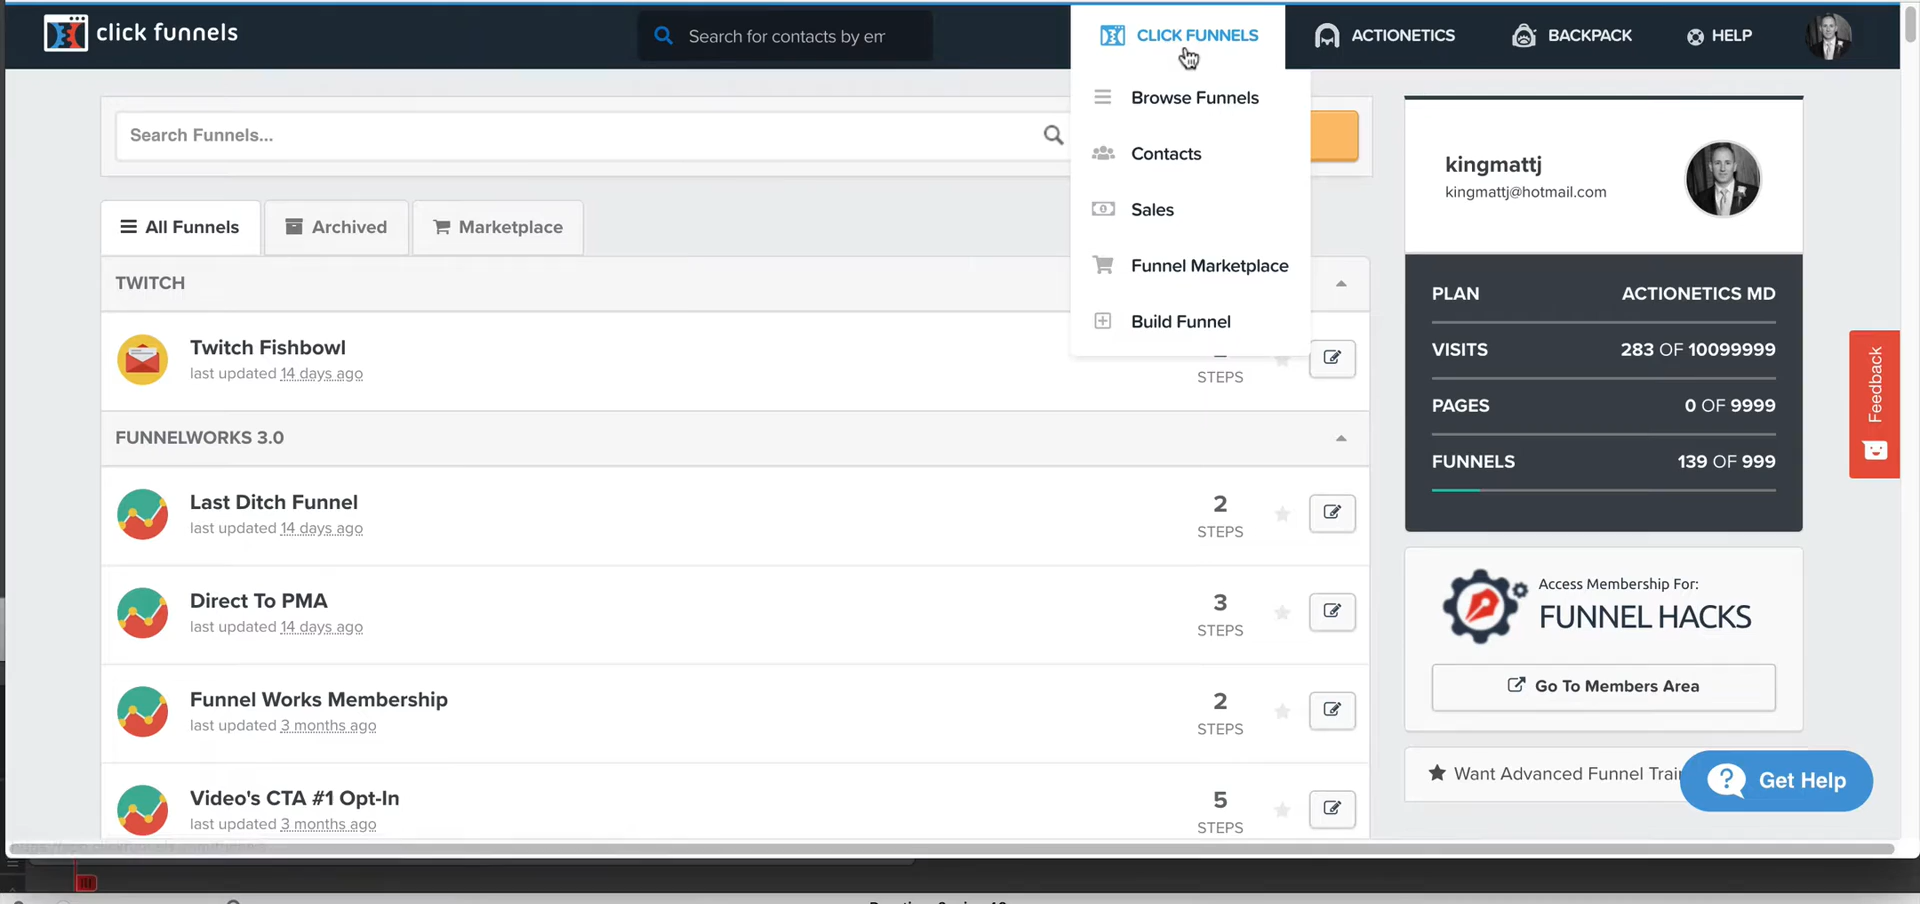 click funnels
Search for contacts by em
CLICK FUNNELS
ACTIONETICS
BACKPACK
HELP
Browse Funnels
Contacts
Sales
Funnel Marketplace
Build Funnel
Search Funnels...
All Funnels
Archived
Marketplace
TWITCH
Twitch Fishbowl
last updated 14 days ago
STEPS
FUNNELWORKS 3.0
Last Ditch Funnel
last updated 14 days ago
2
STEPS
Direct To PMA
last updated 14 days ago
3
STEPS
Funnel Works Membership
last updated 3 months ago
2
STEPS
Video's CTA #1 Opt-In
last updated 3 months ago
5
STEPS
kingmattj
kingmattj@hotmail.com
PLAN ACTIONETICS MD
VISITS 283 OF 10099999
PAGES 0 OF 9999
FUNNELS 139 OF 999
Access Membership For:
FUNNEL HACKS
Go To Members Area
Want Advanced Funnel Trai
Get Help
Feedback